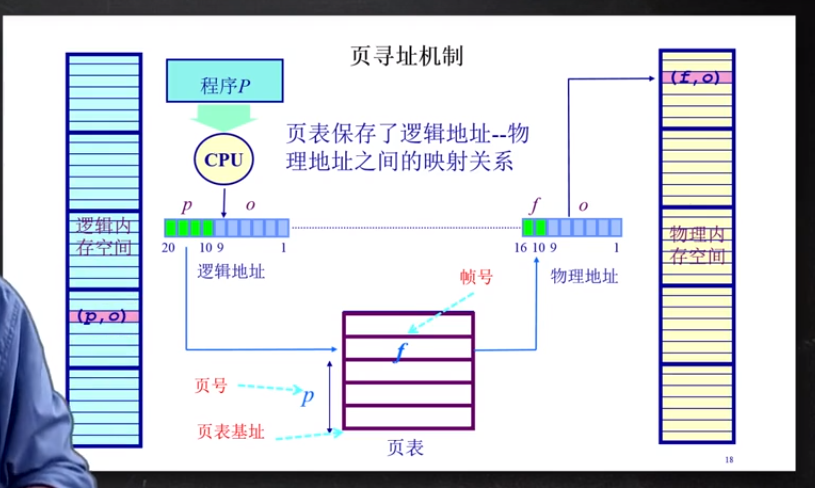 页寻址机制
程序P
CPU
页表保存了逻辑地址--物
理地址之间的映射关系
(f,o)
p
o
f
o
逻辑内
存空间
20
10
9
1
16
10
9
1
物理内
存空间
逻辑地址
物理地址
帧号
(p,o)
f
页号
p
页表基址
页表
18